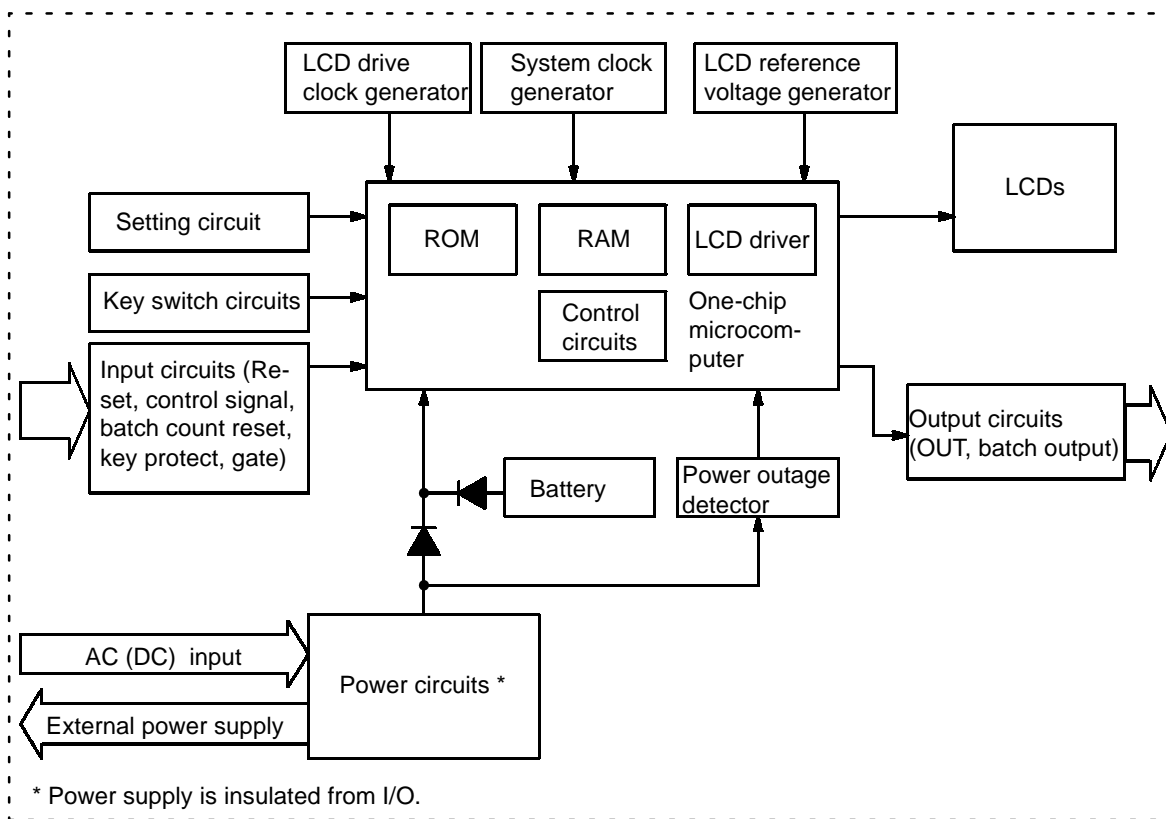 LCD drive
clock generator
System clock
generator
LCD reference
voltage generator
LCDs
Setting circuit
ROM
RAM
LCD driver
Key switch circuits
Control
circuits
One-chip
microcom-
puter
Input circuits (Re-
set, control signal,
batch count reset,
key protect, gate)
Output circuits
(OUT, batch output)
Battery
Power outage
detector
AC (DC) input
Power circuits *
External power supply
* Power supply is insulated from I/O.